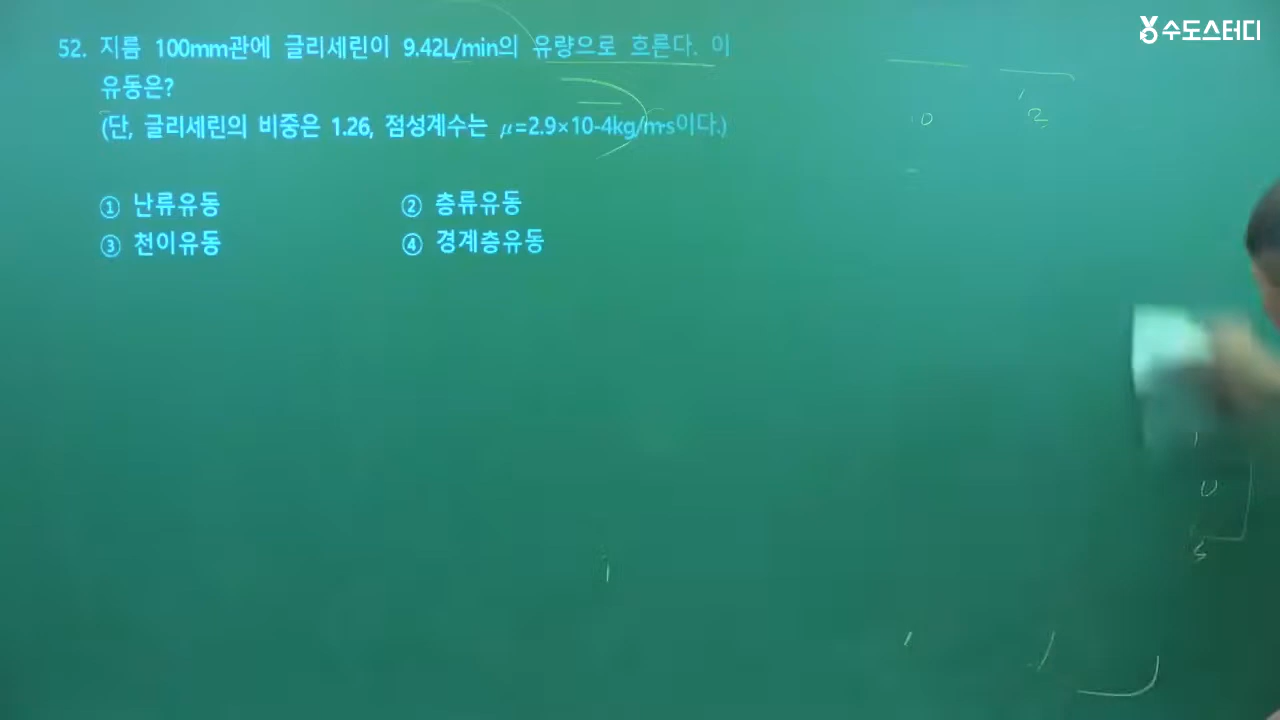 수도스터디
52. 지름 100mm관에 글리세린이 9.42L/min의 유량으로 흐른다. 이
유동은?
(단, 글리세린의 비중은 1.26, 점성계수는 μ=2.9×10-4kg/m·s이다.)
① 난류유동 ② 층류유동
③ 천이유동 ④ 경계층유동